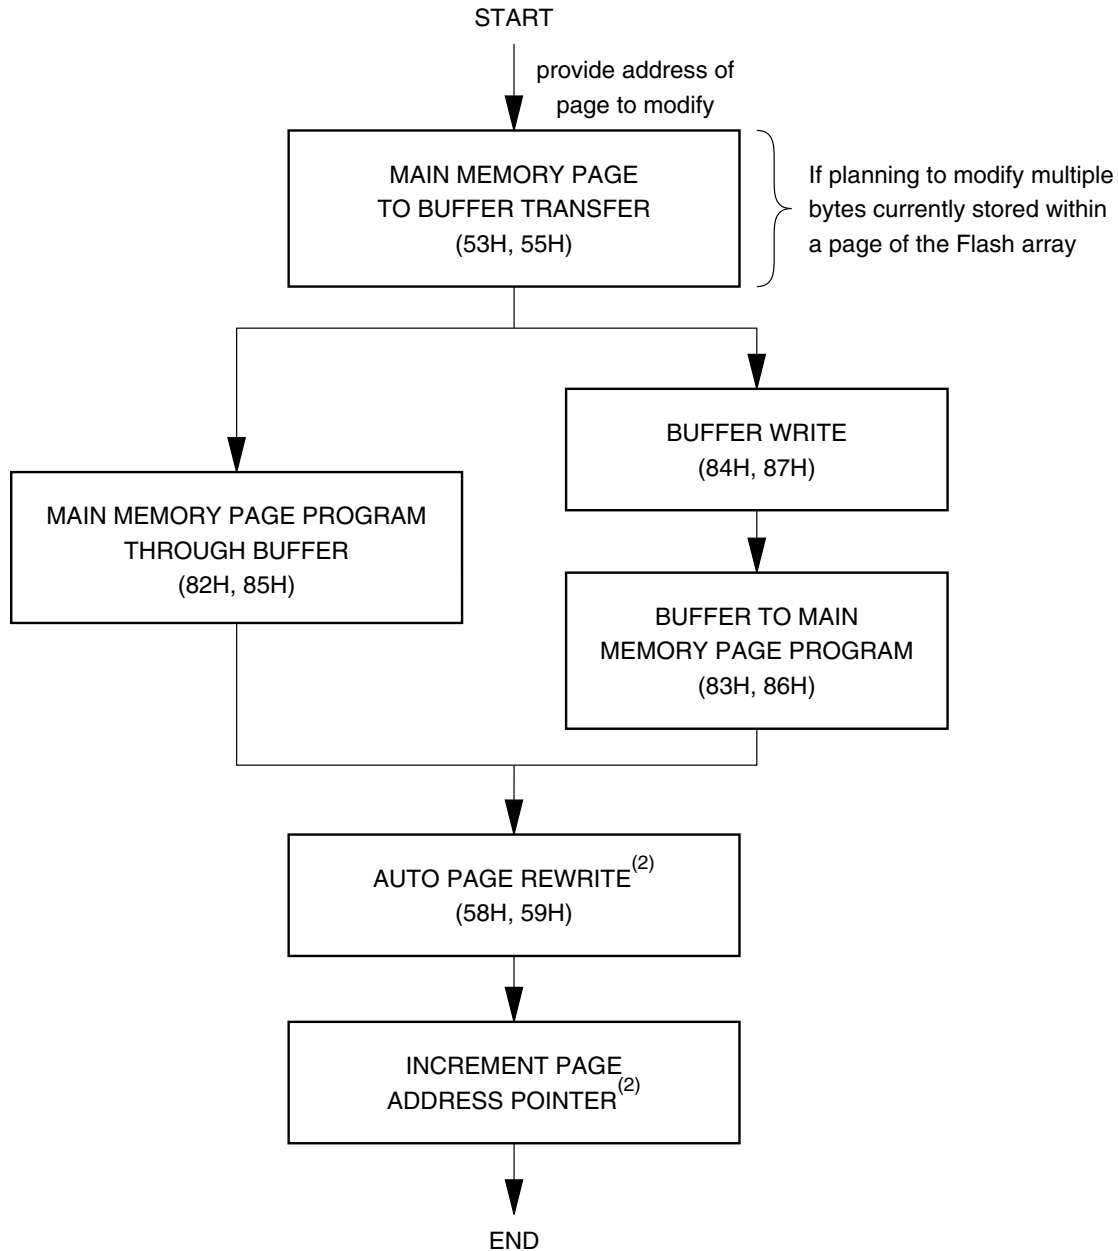 START
provide address of
page to modify
MAIN MEMORY PAGE
TO BUFFER TRANSFER
(53H, 55H)
If planning to modify multiple
bytes currently stored within
a page of the Flash array
MAIN MEMORY PAGE PROGRAM
THROUGH BUFFER
(82H, 85H)
BUFFER WRITE
(84H, 87H)
BUFFER TO MAIN
MEMORY PAGE PROGRAM
(83H, 86H)
AUTO PAGE REWRITE(2)
(58H, 59H)
INCREMENT PAGE
ADDRESS POINTER(2)
END